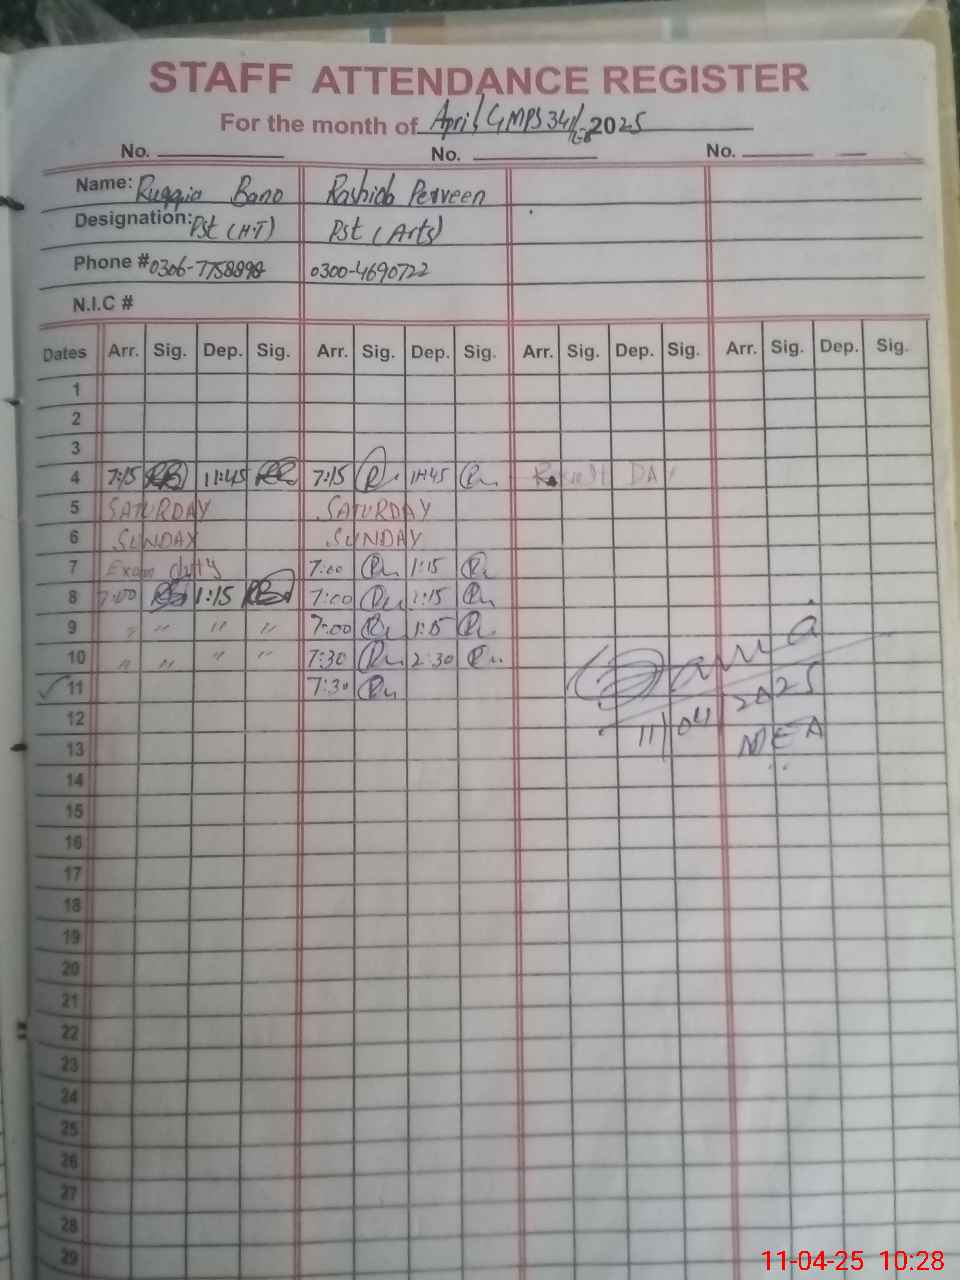 STAFF ATTENDANCE REGISTER
For the month of April / GMPS 34/ 2025
No. No. No.
Name: Ruqqia Bano Rashida Perveen
Designation: Pst (H.T) Pst (Arts)
Phone # 0306-7758898 0300-4690722
N.I.C #
Dates Arr. Sig. Dep. Sig. Arr. Sig. Dep. Sig. Arr. Sig. Dep. Sig. Arr. Sig. Dep. Sig.
1
2
3
4 7:15 RB 11:45 RB 7:15 11:45 Result DAY
5 SATURDAY SATURDAY
6 SUNDAY SUNDAY
7 Exam duty 7:00 1:15
8 7:00 RB 1:15 RB 7:00 1:15
9 " " " " 7:00 1:15
10 " " " " 7:30 2:30
11 7:30
12
13
11/04/2025
MEA
14
15
16
17
18
19
20
21
22
23
24
25
26
27
28
29
11-04-25 10:28